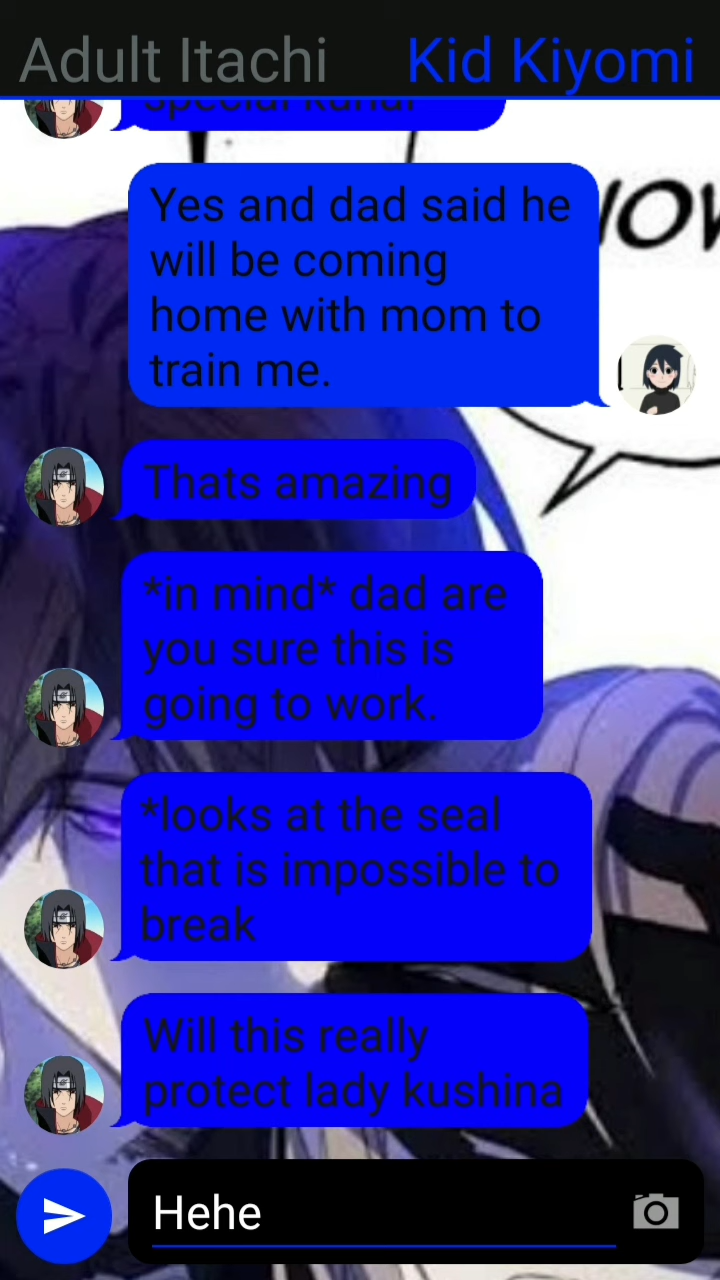 Adult Itachi
Kid Kiyomi
special kunai
Yes and dad said he
will be coming
home with mom to
train me.
Thats amazing
*in mind* dad are
you sure this is
going to work.
*looks at the seal
that is impossible to
break
Will this really
protect lady kushina
Hehe